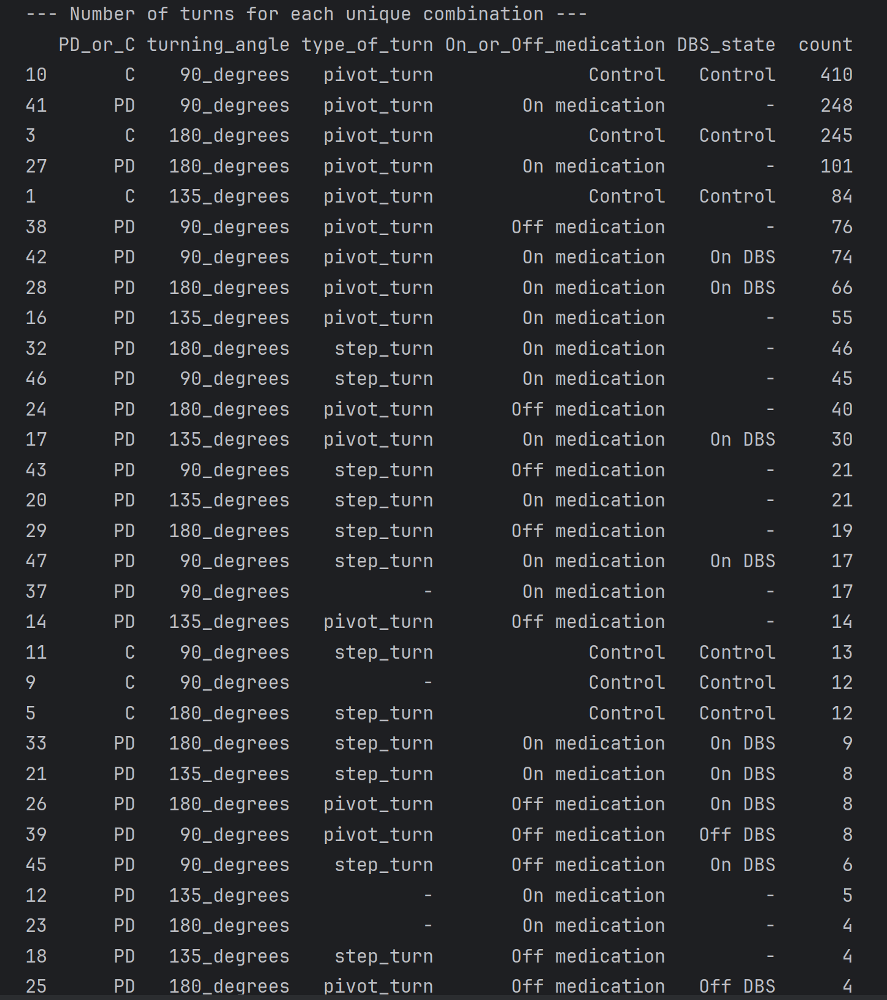 --- Number of turns for each unique combination ---
PD_or_C turning_angle type_of_turn On_or_Off_medication DBS_state count
10 C 90_degrees pivot_turn Control Control 410
41 PD 90_degrees pivot_turn On medication - 248
3 C 180_degrees pivot_turn Control Control 245
27 PD 180_degrees pivot_turn On medication - 101
1 C 135_degrees pivot_turn Control Control 84
38 PD 90_degrees pivot_turn Off medication - 76
42 PD 90_degrees pivot_turn On medication On DBS 74
28 PD 180_degrees pivot_turn On medication On DBS 66
16 PD 135_degrees pivot_turn On medication - 55
32 PD 180_degrees step_turn On medication - 46
46 PD 90_degrees step_turn On medication - 45
24 PD 180_degrees pivot_turn Off medication - 40
17 PD 135_degrees pivot_turn On medication On DBS 30
43 PD 90_degrees step_turn Off medication - 21
20 PD 135_degrees step_turn On medication - 21
29 PD 180_degrees step_turn Off medication - 19
47 PD 90_degrees step_turn On medication On DBS 17
37 PD 90_degrees - On medication - 17
14 PD 135_degrees pivot_turn Off medication - 14
11 C 90_degrees step_turn Control Control 13
9 C 90_degrees - Control Control 12
5 C 180_degrees step_turn Control Control 12
33 PD 180_degrees step_turn On medication On DBS 9
21 PD 135_degrees step_turn On medication On DBS 8
26 PD 180_degrees pivot_turn Off medication On DBS 8
39 PD 90_degrees pivot_turn Off medication Off DBS 8
45 PD 90_degrees step_turn Off medication On DBS 6
12 PD 135_degrees - On medication - 5
23 PD 180_degrees - On medication - 4
18 PD 135_degrees step_turn Off medication - 4
25 PD 180_degrees pivot_turn Off medication Off DBS 4